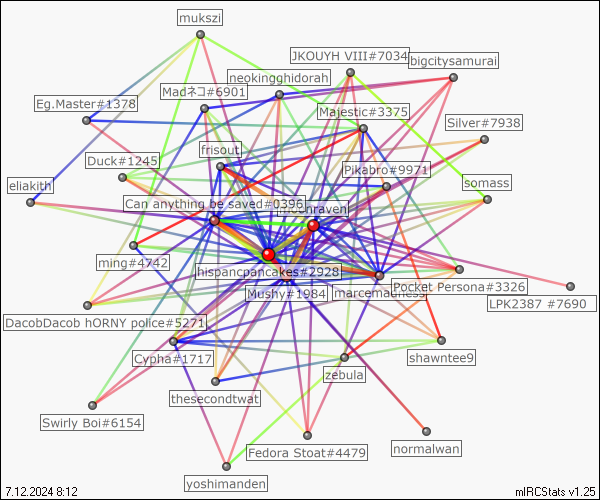 mukszi
JKOUYH VIII#7034
bigcitysamurai
neokingghidorah
Madネコ#6901
Eg.Master#1378
Majestic#3375
Silver#7938
frisout
Duck#1245
Pikabro#9971
eliakith
somass
Can anything be saved#0396
moonraven
ming#4742
hispancpancakes#2928
Pocket Persona#3326
Mushy#1984
marcemadness
LPK2387 #7690
DacobDacob hORNY police#5271
Cypha#1717
shawntee9
zebula
thesecondtwat
Swirly Boi#6154
normalwan
Fedora Stoat#4479
yoshimanden
7.12.2024 8:12
mIRCStats v1.25